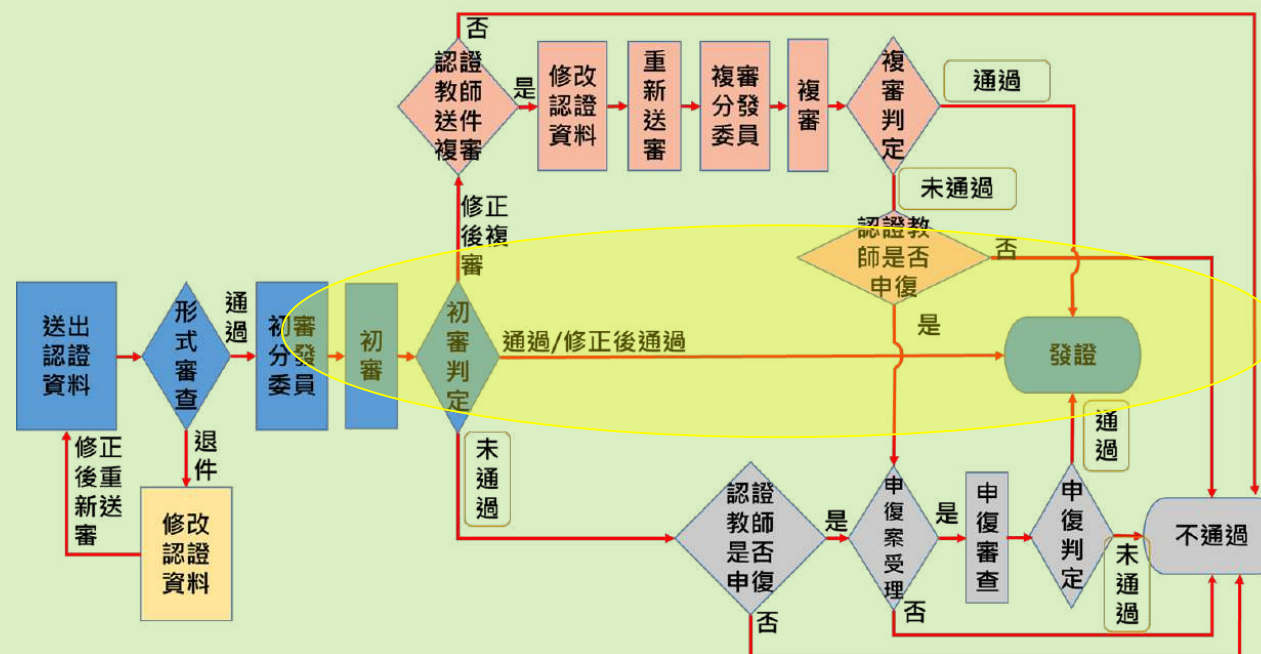 否
認證
教師
送件
複審
是
修改
認證
資料
重
新
送
審
複審
分發
委員
複
審
複
審
判
定
通過
未通過
修正
後複
審
認證教
師是否
申復
否
是
送出
認證
資料
形
式
審
查
通
過
初審
分發
委員
初
審
初
審
判
定
通過/修正後通過
發證
修正
後重
新送
審
退
件
修改
認證
資料
未
通
過
認證
教師
是否
申復
是
否
申
復
案
受
理
是
否
申
復
審
查
申
復
判
定
通
過
未
通
過
不通過